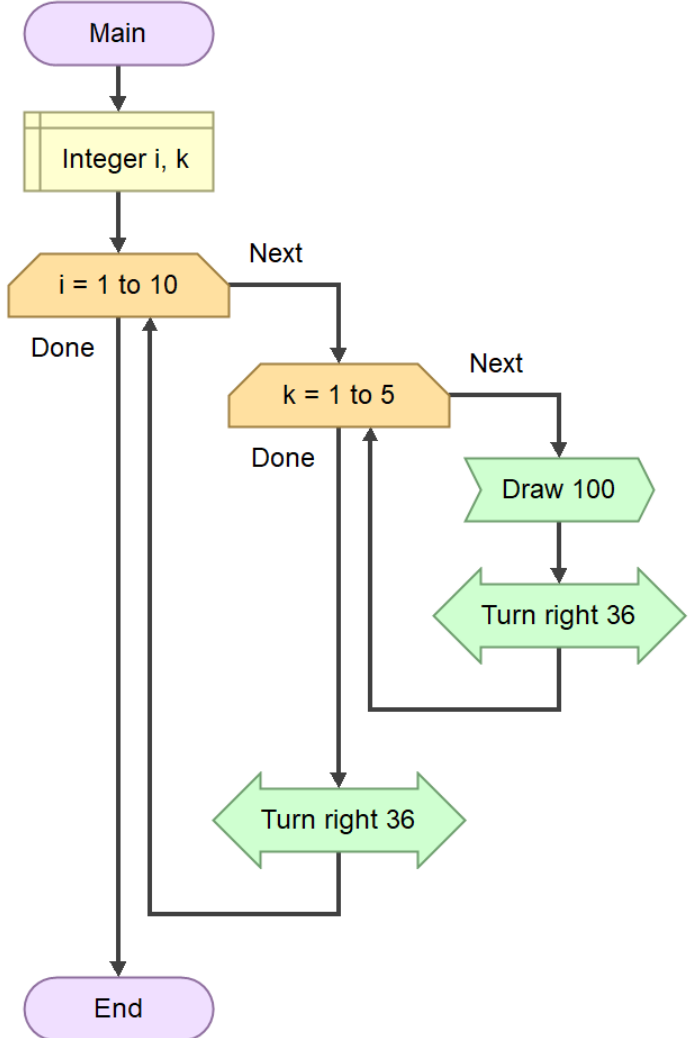 Main
Integer i, k
i = 1 to 10
Next
Done
k = 1 to 5
Next
Done
Draw 100
Turn right 36
Turn right 36
End